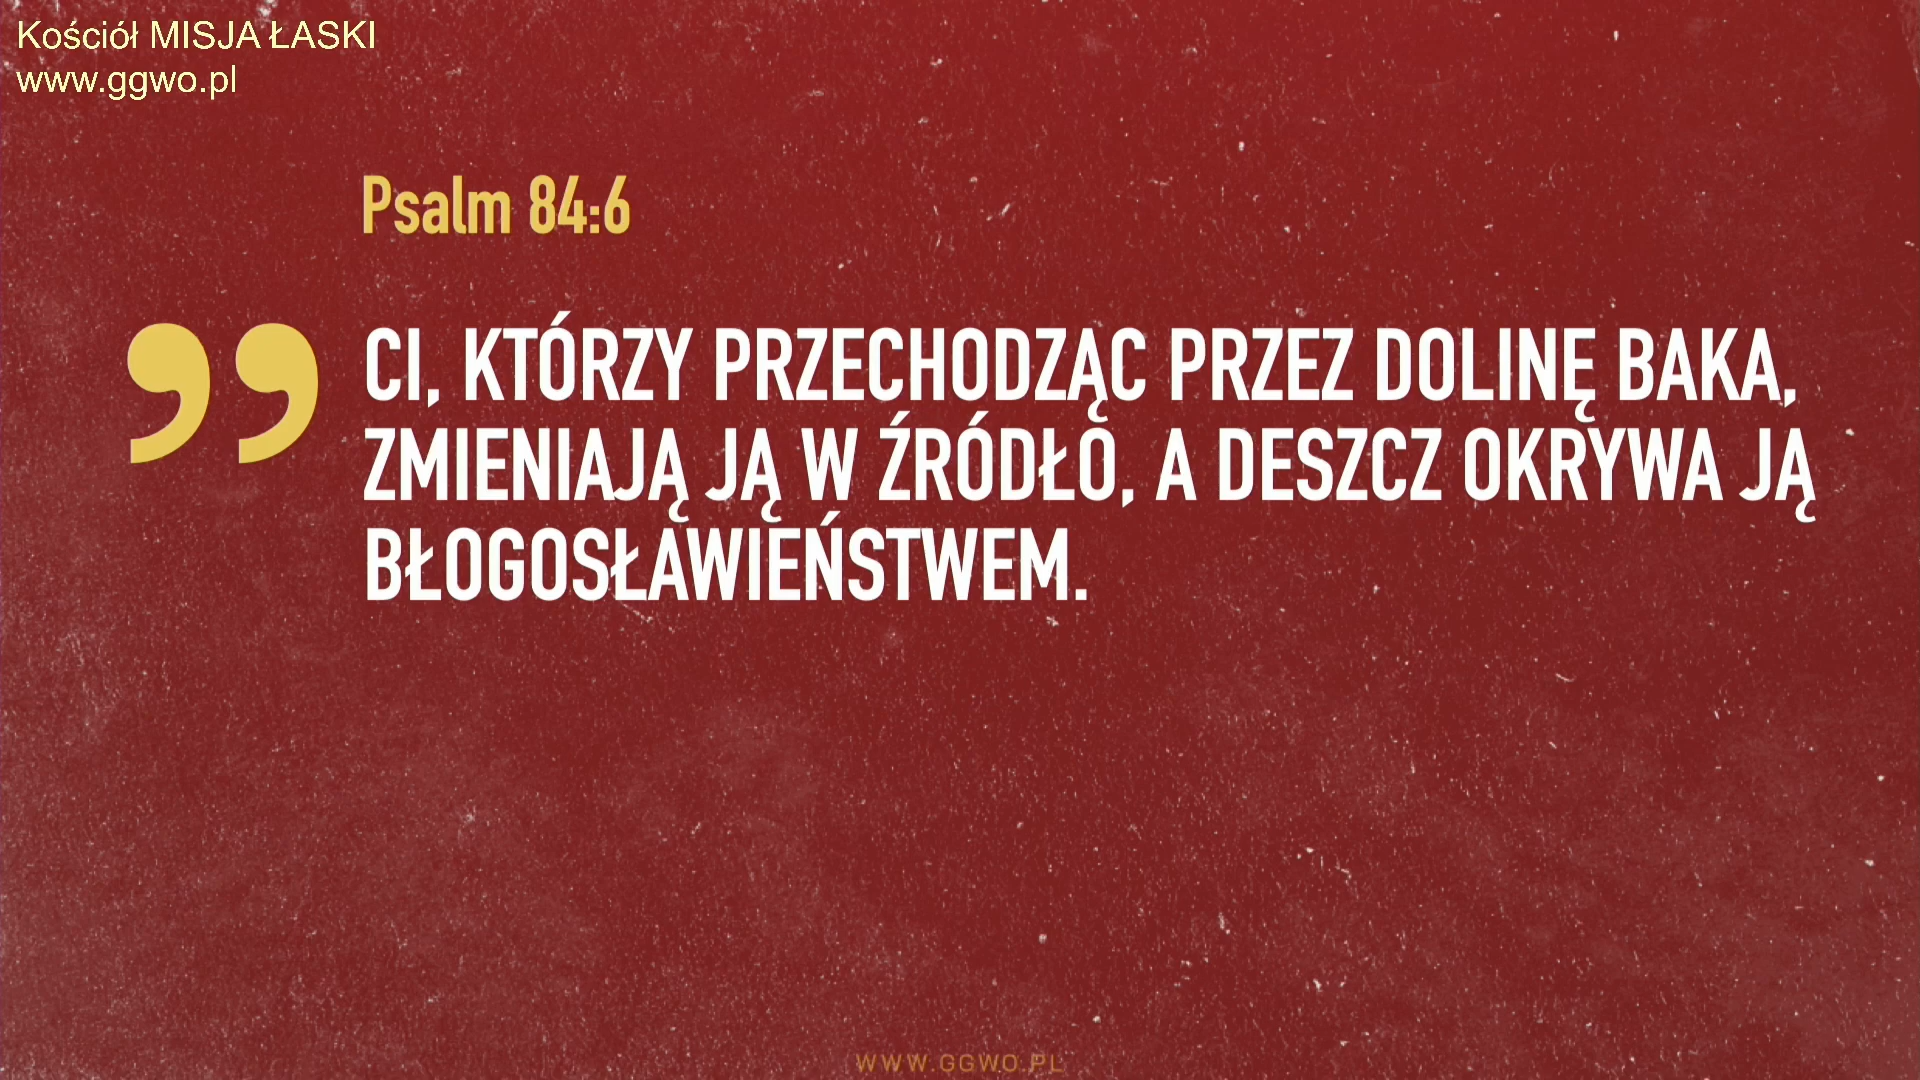 Kościół MISJA ŁASKI
www.ggwo.pl
Psalm 84:6
” CI, KTÓRZY PRZECHODZĄC PRZEZ DOLINĘ BAKA,
ZMIENIAJĄ JĄ W ŹRÓDŁO, A DESZCZ OKRYWA JĄ
BŁOGOSŁAWIEŃSTWEM.
WWW.GGWO.PL